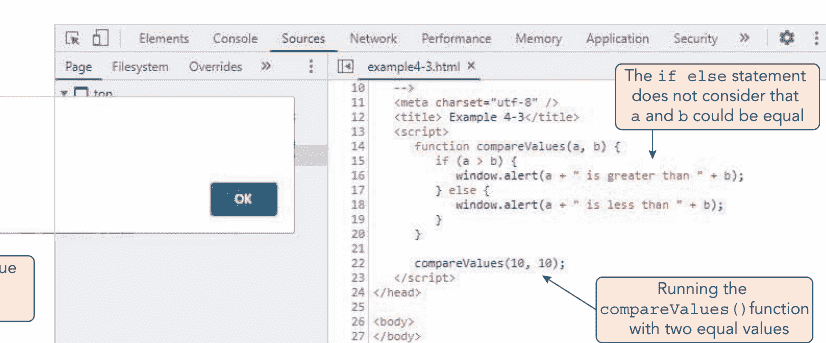 Elements Console Sources Network Performance Memory Application Security »
Page Filesystem Overrides » example4-3.html ×
top
OK
10 -->
11 <meta charset="utf-8" />
12 <title> Example 4-3</title>
13 <script>
14 function compareValues(a, b) {
15 if (a > b) {
16 window.alert(a + " is greater than " + b);
17 } else {
18 window.alert(a + " is less than " + b);
19 }
20 }
21
22 compareValues(10, 10);
23 </script>
24 </head>
25
26 <body>
27 </body>
The if else statement
does not consider that
a and b could be equal
Running the
compareValues()function
with two equal values